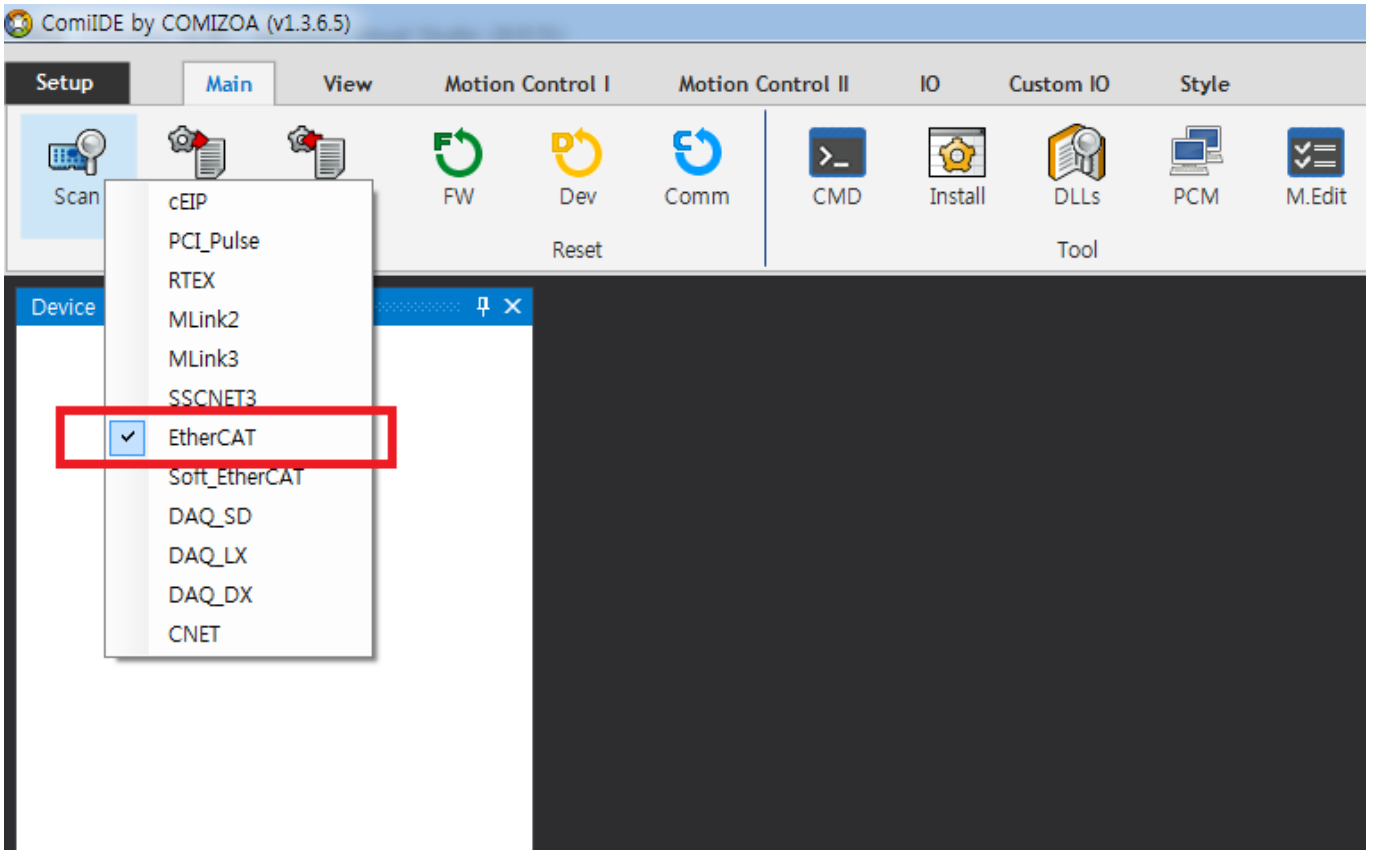 ComiIDE by COMIZOA (v1.3.6.5)
Setup Main View Motion Control I Motion Control II IO Custom IO Style
Scan FW Dev Comm CMD Install DLLs PCM M.Edit
Reset Tool
Device
cEIP
PCI_Pulse
RTEX
MLink2
MLink3
SSCNET3
EtherCAT
Soft_EtherCAT
DAQ_SD
DAQ_LX
DAQ_DX
CNET